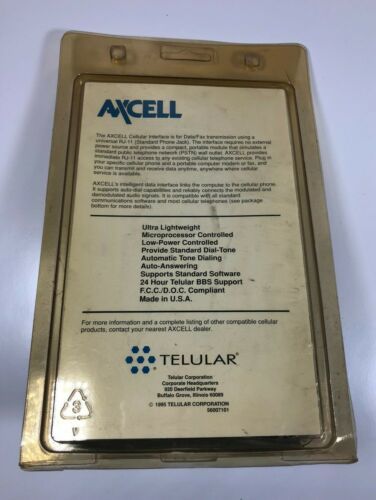 AXCELL
The AXCELL Cellular interface is for Data/Fax transmission using a
universal RJ-11 (Standard Phone Jack). The interface requires no external
power source and provides a compact, portable module that simulates a
standard public telephone network (PSTN) wall outlet. AXCELL provides
immediate RJ-11 access to any existing cellular telephone service. Plug in
your specific cellular phone and a portable computer modem or fax, and
you can transmit and receive data anytime, anywhere where cellular
service is available.
AXCELL's intelligent data interface links the computer to the cellular phone.
It supports auto-dial capabilities and reliably connects the modulated and
demodulated audio signals. It is compatible with all standard
communications software and most cellular telephones (see package
bottom for more details).
Ultra Lightweight
Microprocessor Controlled
Low-Power Controlled
Provide Standard Dial-Tone
Automatic Tone Dialing
Auto-Answering
Supports Standard Software
24 Hour Telular BBS Support
F.C.C./D.O.C. Compliant
Made in U.S.A.
For more information and a complete listing of other compatible cellular
products, contact your nearest AXCELL dealer.
TELULAR®
Telular Corporation
Corporate Headquarters
920 Deerfield Parkway
Buffalo Grove, Illinois 60089
© 1995 TELULAR CORPORATION
56007101
3
V